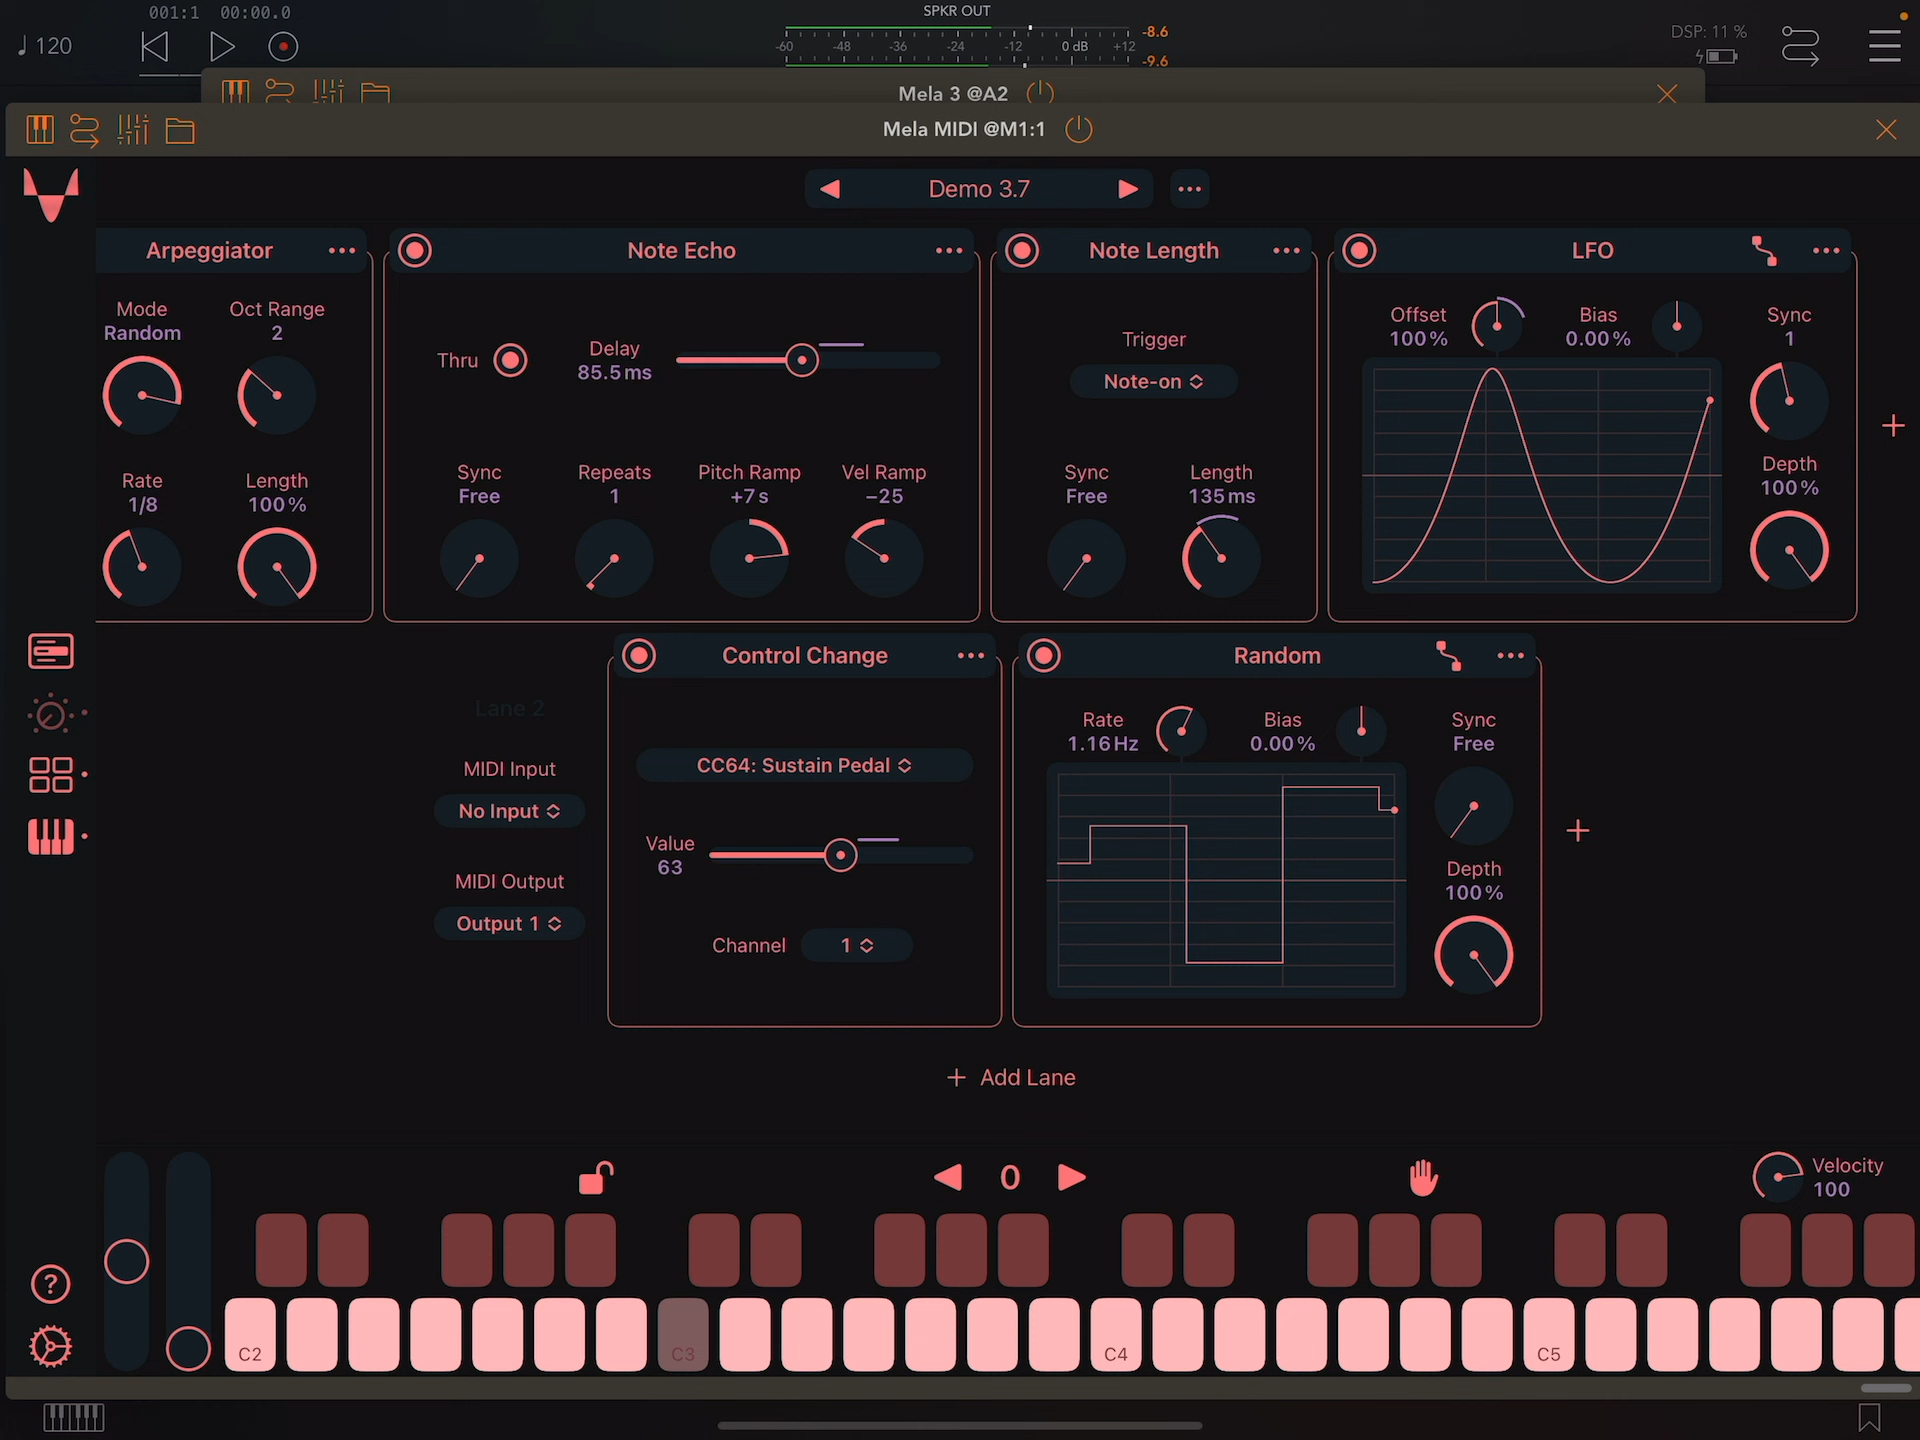 ♩ 120
001:1 00:00.0
SPKR OUT
-60 -48 -36 -24 -12 0 dB +12
-8.6
-9.6
DSP: 11 %
Mela 3 @A2
Mela MIDI @M1:1
Demo 3.7
Arpeggiator
Mode
Random
Oct Range
2
Rate
1/8
Length
100 %
Note Echo
Thru
Delay
85.5 ms
Sync
Free
Repeats
1
Pitch Ramp
+7 s
Vel Ramp
−25
Note Length
Trigger
Note-on
Sync
Free
Length
135 ms
LFO
Offset
100 %
Bias
0.00 %
Sync
1
Depth
100 %
Lane 2
MIDI Input
No Input
MIDI Output
Output 1
Control Change
CC64: Sustain Pedal
Value
63
Channel
1
Random
Rate
1.16 Hz
Bias
0.00 %
Sync
Free
Depth
100 %
+ Add Lane
0
Velocity
100
C2 C3 C4 C5